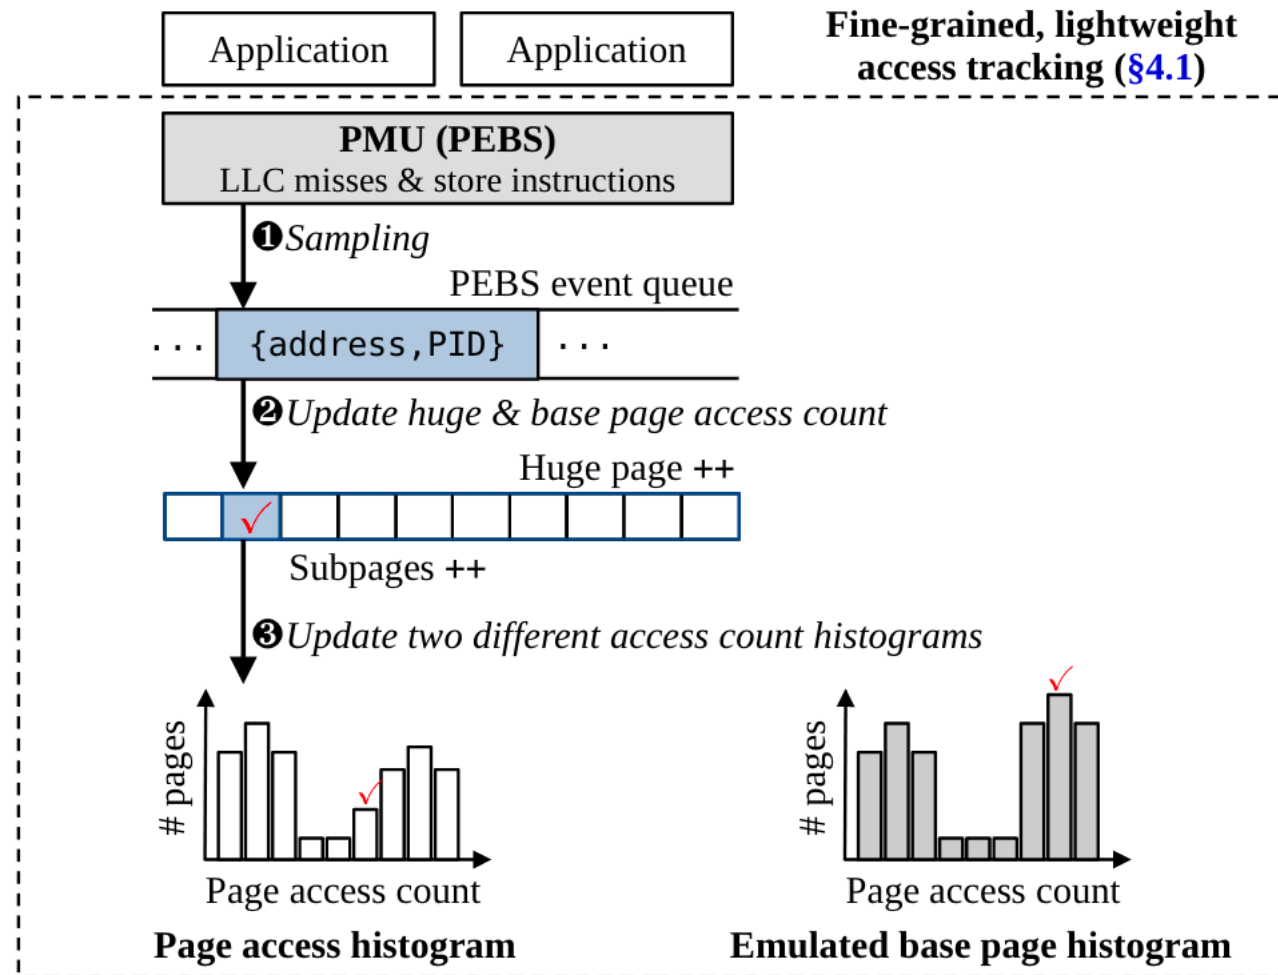 Application
Application
Fine-grained, lightweight
access tracking (§4.1)
PMU (PEBS)
LLC misses & store instructions
❶Sampling
PEBS event queue
... {address,PID} ...
❷Update huge & base page access count
Huge page ++
Subpages ++
❸Update two different access count histograms
# pages
Page access count
Page access histogram
# pages
Page access count
Emulated base page histogram